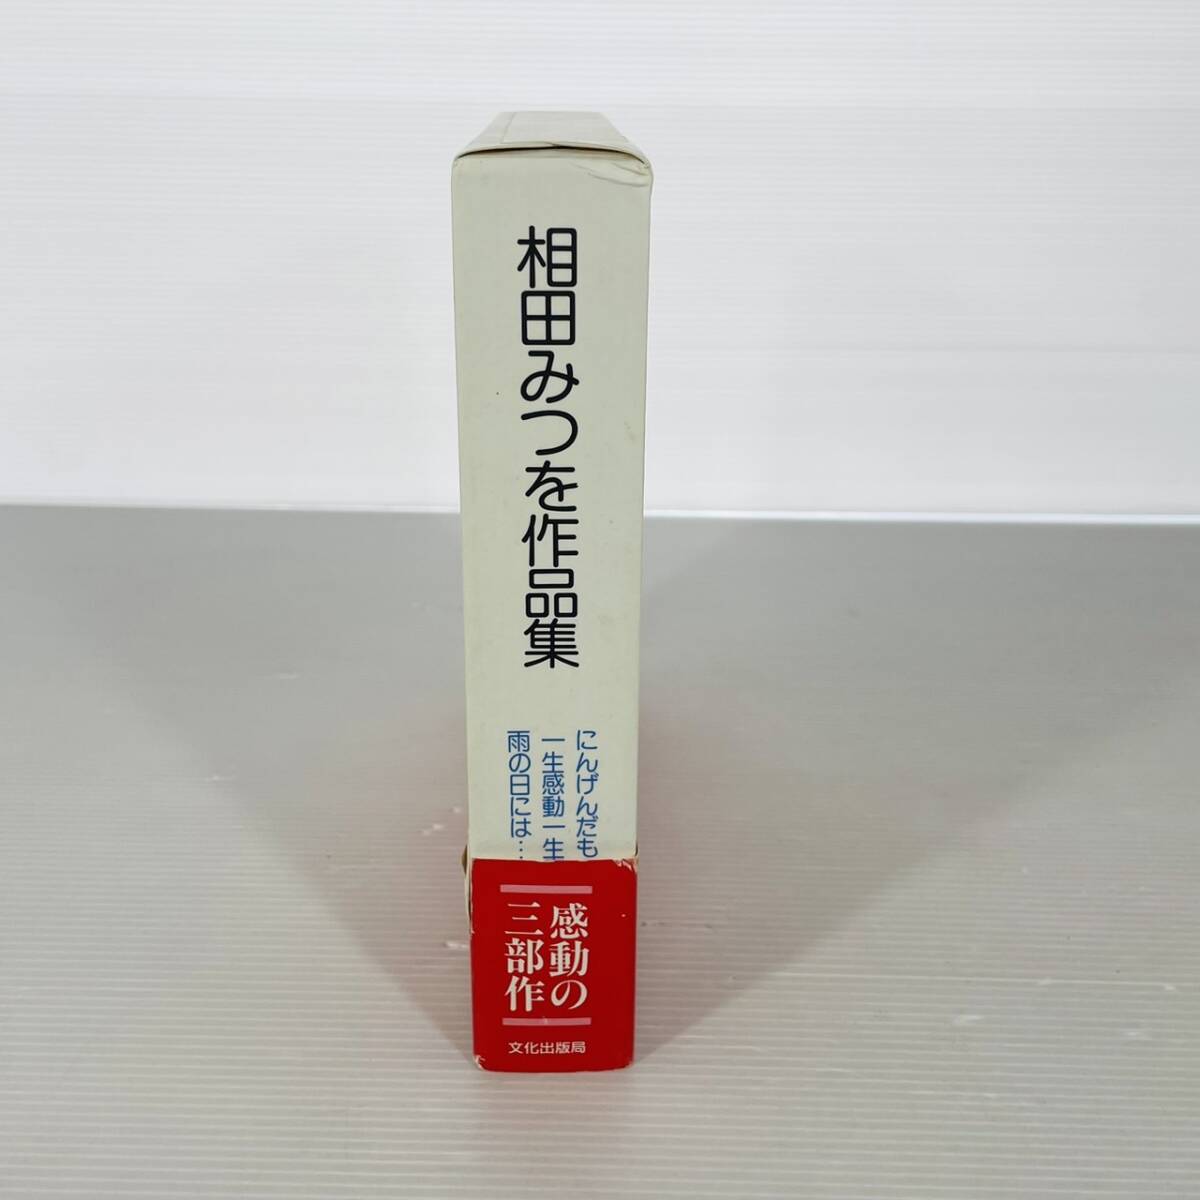 相田みつを作品集
にんげんだも
一生感動一生
雨の日には…
感動の
三部作
文化出版局